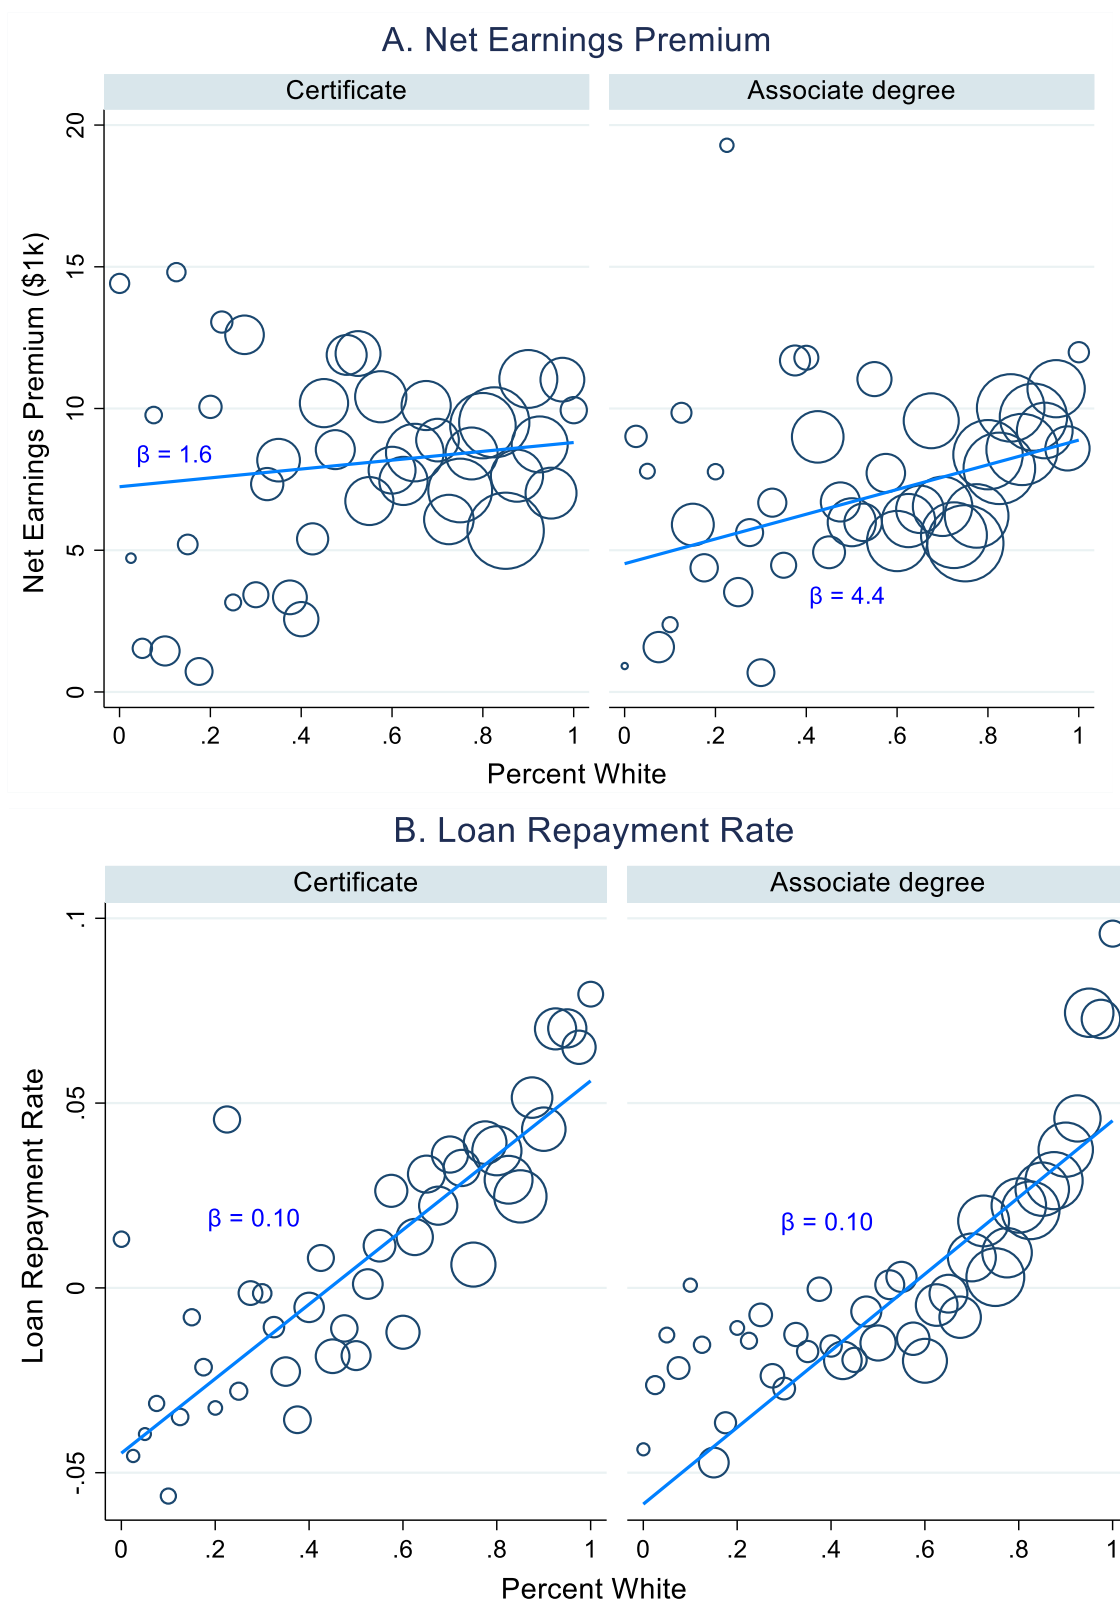 A. Net Earnings Premium
Certificate
Associate degree
Net Earnings Premium ($1k)
20
15
10
5
0
β = 1.6
β = 4.4
0 .2 .4 .6 .8 1
0 .2 .4 .6 .8 1
Percent White
B. Loan Repayment Rate
Certificate
Associate degree
Loan Repayment Rate
.1
.05
0
-.05
β = 0.10
β = 0.10
0 .2 .4 .6 .8 1
0 .2 .4 .6 .8 1
Percent White